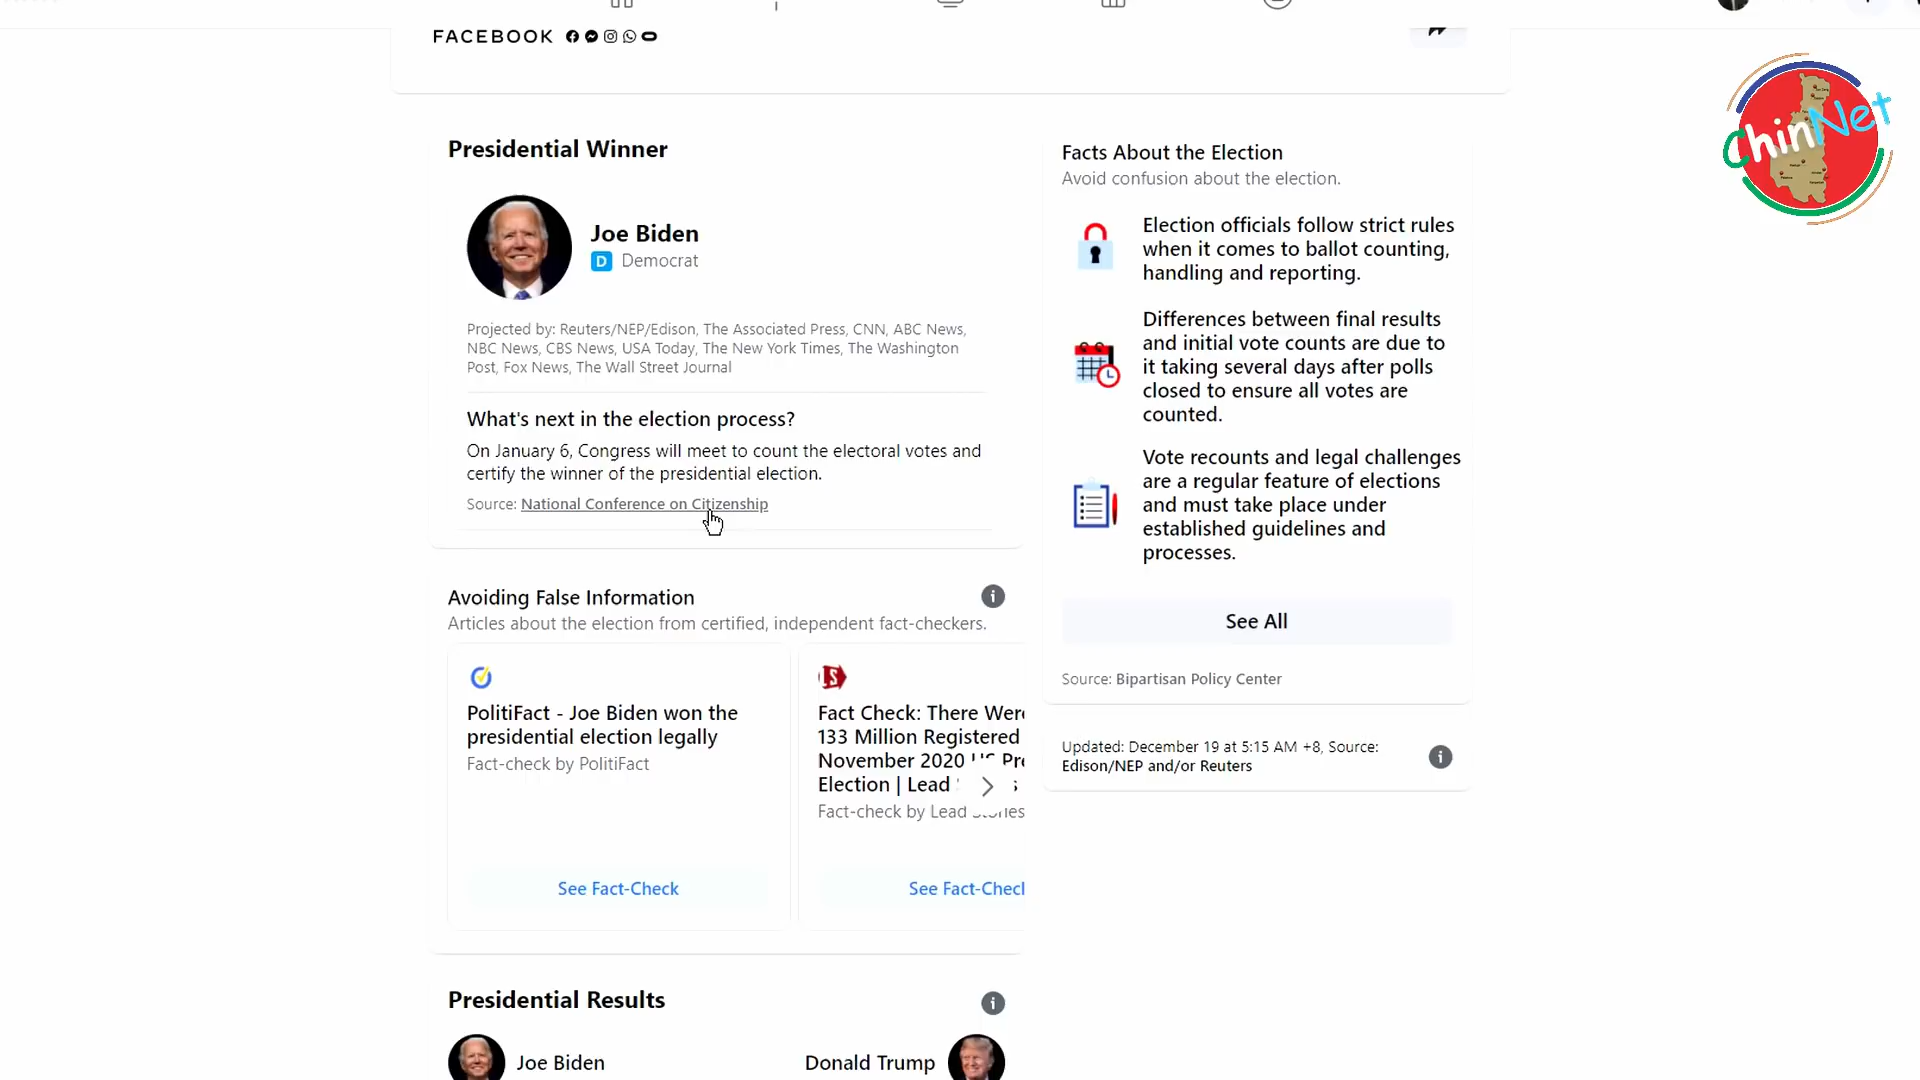 FACEBOOK
ChinNet
Presidential Winner
Joe Biden
D Democrat
Projected by: Reuters/NEP/Edison, The Associated Press, CNN, ABC News,
NBC News, CBS News, USA Today, The New York Times, The Washington
Post, Fox News, The Wall Street Journal
What's next in the election process?
On January 6, Congress will meet to count the electoral votes and
certify the winner of the presidential election.
Source: National Conference on Citizenship
Avoiding False Information
Articles about the election from certified, independent fact-checkers.
PolitiFact - Joe Biden won the
presidential election legally
Fact-check by PolitiFact
See Fact-Check
LS
Fact Check: There Were
133 Million Registered
November 2020 US Pre
Election | Lead
Fact-check by Lead Stories
See Fact-Check
Presidential Results
Joe Biden
Donald Trump
Facts About the Election
Avoid confusion about the election.
Election officials follow strict rules
when it comes to ballot counting,
handling and reporting.
Differences between final results
and initial vote counts are due to
it taking several days after polls
closed to ensure all votes are
counted.
Vote recounts and legal challenges
are a regular feature of elections
and must take place under
established guidelines and
processes.
See All
Source: Bipartisan Policy Center
Updated: December 19 at 5:15 AM +8, Source:
Edison/NEP and/or Reuters